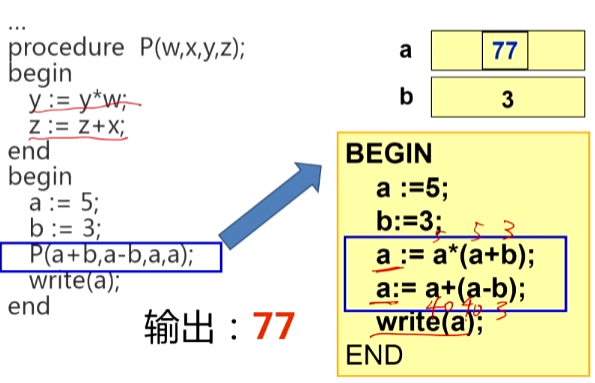 ...
procedure P(w,x,y,z);
begin
y := y*w;
z := z+x;
end
begin
a := 5;
b := 3;
P(a+b,a-b,a,a);
write(a);
end
输出：77
a 77
b 3
BEGIN
a :=5;
b:=3;
5 5 3
a := a*(a+b);
a:= a+(a-b);
40 40 3
write(a);
END